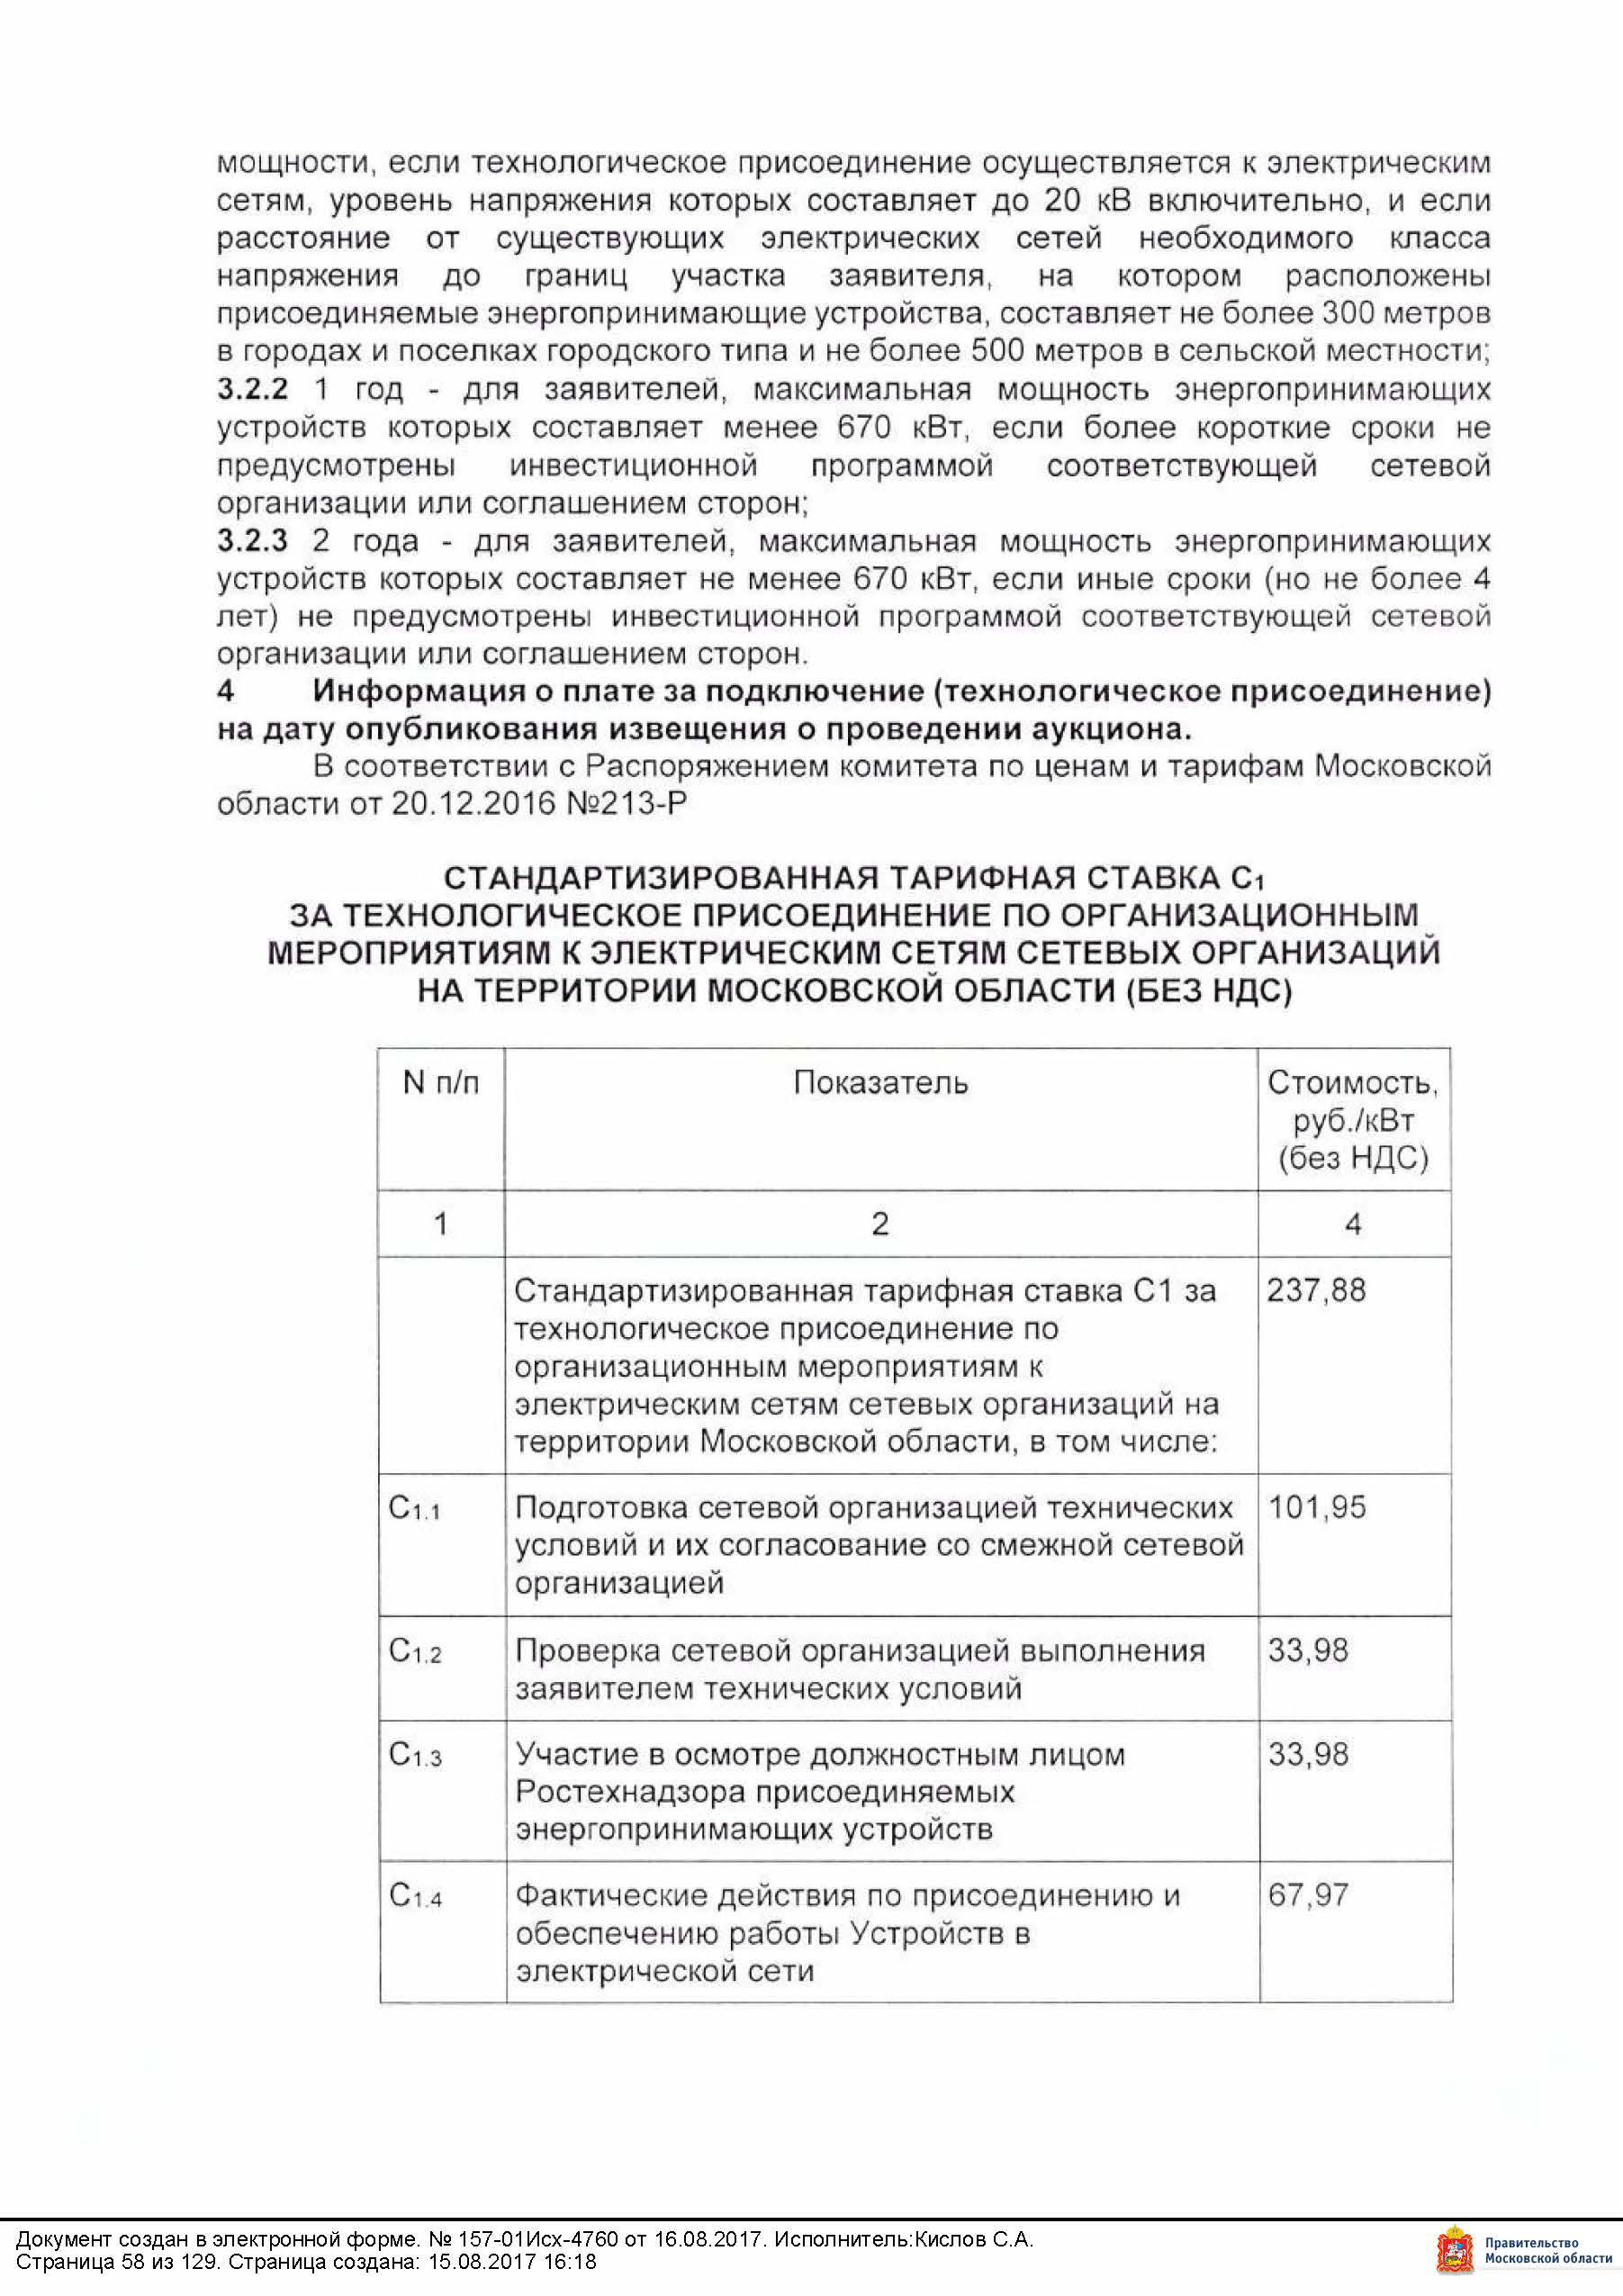 мощности, если технологическое присоединение осуществляется к электрическим
сетям, уровень напряжения которых составляет до 20 кВ включительно, и если
расстояние от существующих электрических сетей необходимого класса
напряжения до границ участка заявителя, на котором расположены
присоединяемые энергопринимающие устройства, составляет не более 300 метров
в городах и поселках городского типа и не более 500 метров в сельской местности;
3.2.2 1 год - для заявителей, максимальная мощность энергопринимающих
устройств которых составляет менее 670 кВт, если более короткие сроки не
предусмотрены инвестиционной программой соответствующей сетевой
организации или соглашением сторон;
3.2.3 2 года - для заявителей, максимальная мощность энергопринимающих
устройств которых составляет не менее 670 кВт, если иные сроки (но не более 4
лет) не предусмотрены инвестиционной программой соответствующей сетевой
организации или соглашением сторон.
4 Информация о плате за подключение (технологическое присоединение)
на дату опубликования извещения о проведении аукциона.
В соответствии с Распоряжением комитета по ценам и тарифам Московской
области от 20.12.2016 №213-Р
СТАНДАРТИЗИРОВАННАЯ ТАРИФНАЯ СТАВКА С1
ЗА ТЕХНОЛОГИЧЕСКОЕ ПРИСОЕДИНЕНИЕ ПО ОРГАНИЗАЦИОННЫМ
МЕРОПРИЯТИЯМ К ЭЛЕКТРИЧЕСКИМ СЕТЯМ СЕТЕВЫХ ОРГАНИЗАЦИЙ
НА ТЕРРИТОРИИ МОСКОВСКОЙ ОБЛАСТИ (БЕЗ НДС)
N п/п Показатель Стоимость,
руб./кВт
(без НДС)
1 2 4
Стандартизированная тарифная ставка С1 за 237,88
технологическое присоединение по
организационным мероприятиям к
электрическим сетям сетевых организаций на
территории Московской области, в том числе:
С1.1 Подготовка сетевой организацией технических 101,95
условий и их согласование со смежной сетевой
организацией
С1.2 Проверка сетевой организацией выполнения 33,98
заявителем технических условий
С1.3 Участие в осмотре должностным лицом 33,98
Ростехнадзора присоединяемых
энергопринимающих устройств
С1.4 Фактические действия по присоединению и 67,97
обеспечению работы Устройств в
электрической сети
Документ создан в электронной форме. № 157-01Исх-4760 от 16.08.2017. Исполнитель:Кислов С.А.
Страница 58 из 129. Страница создана: 15.08.2017 16:18
Правительство
Московской области